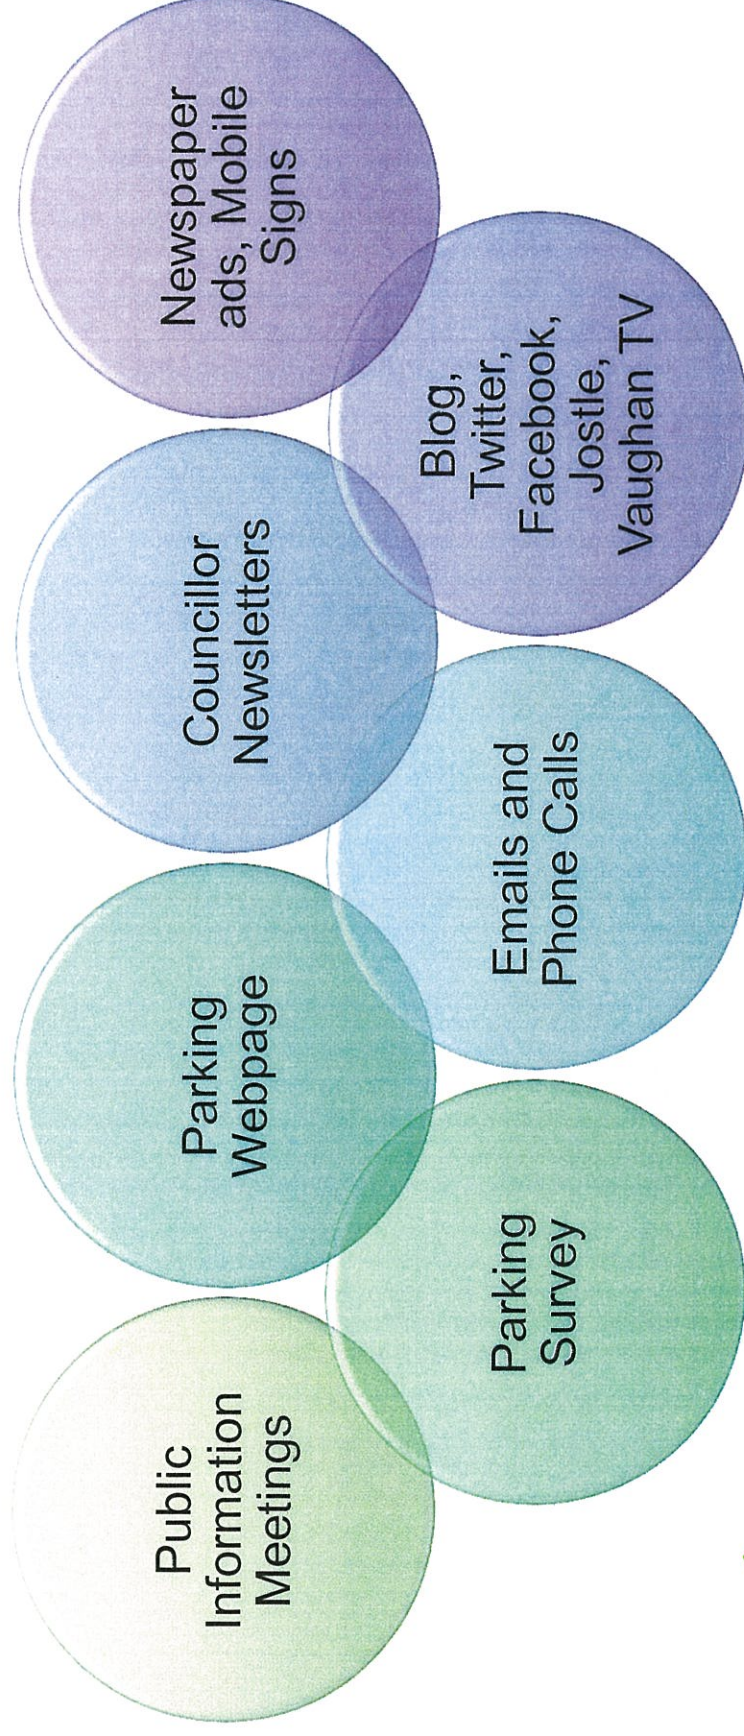 Public
Information
Meetings
Parking
Survey
Parking
Webpage
Emails and
Phone Calls
Councillor
Newsletters
Blog,
Twitter,
Facebook,
Jostle,
Vaughan TV
Newspaper
ads, Mobile
Signs